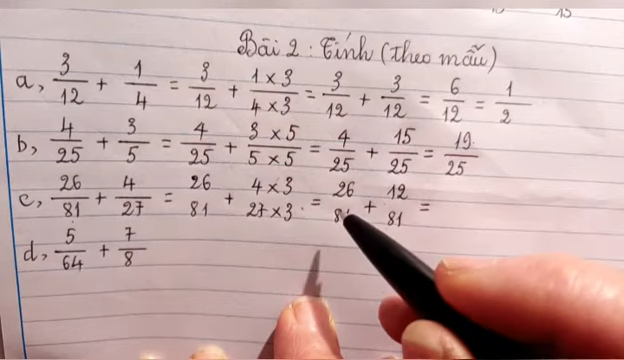 Bài 2: Tính (theo mẫu)
a, 3/12 + 1/4 = 3/12 + 1 x 3/4 x 3 = 3/12 + 3/12 = 6/12 = 1/2
b, 4/25 + 3/5 = 4/25 + 3 x 5/5 x 5 = 4/25 + 15/25 = 19/25
c, 26/81 + 4/27 = 26/81 + 4 x 3/27 x 3 = 26/81 + 12/81 =
d, 5/64 + 7/8